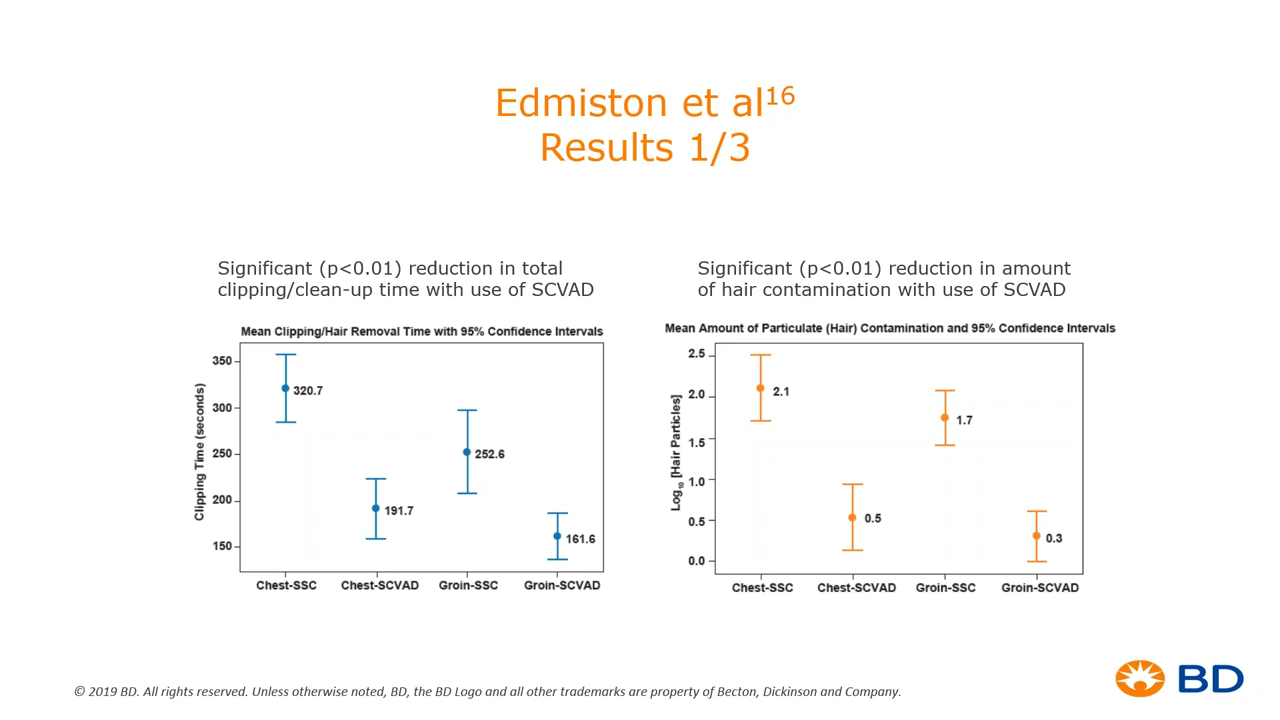 Edmiston et al16
Results 1/3
Significant (p<0.01) reduction in total
clipping/clean-up time with use of SCVAD
Mean Clipping/Hair Removal Time with 95% Confidence Intervals
Clipping Time (seconds)
350
300
250
200
150
320.7
191.7
252.6
161.6
Chest-SSC
Chest-SCVAD
Groin-SSC
Groin-SCVAD
Significant (p<0.01) reduction in amount
of hair contamination with use of SCVAD
Mean Amount of Particulate (Hair) Contamination and 95% Confidence Intervals
Log10 [Hair Particles]
2.5
2.0
1.5
1.0
0.5
0.0
2.1
0.5
1.7
0.3
Chest-SSC
Chest-SCVAD
Groin-SSC
Groin-SCVAD
© 2019 BD. All rights reserved. Unless otherwise noted, BD, the BD Logo and all other trademarks are property of Becton, Dickinson and Company.
BD